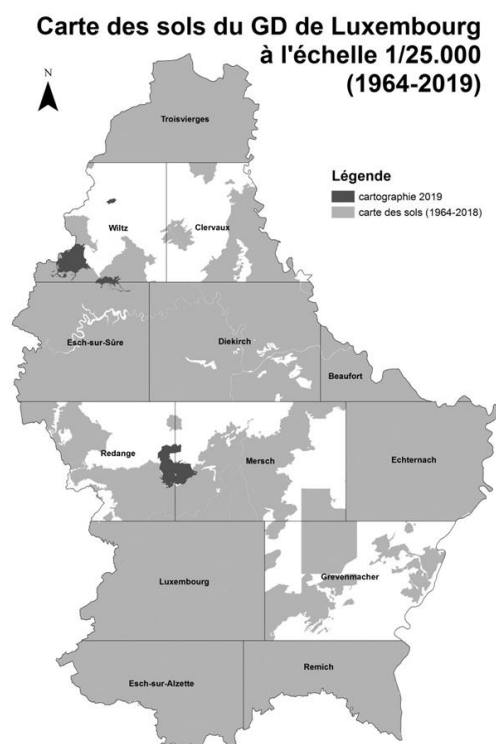 Carte des sols du GD de Luxembourg
à l'échelle 1/25.000
(1964-2019)
N
Troisvierges
Légende
cartographie 2019
carte des sols (1964-2018)
Wiltz
Clervaux
Esch-sur-Sûre
Diekirch
Beaufort
Redange
Mersch
Echternach
Luxembourg
Grevenmacher
Esch-sur-Alzette
Remich